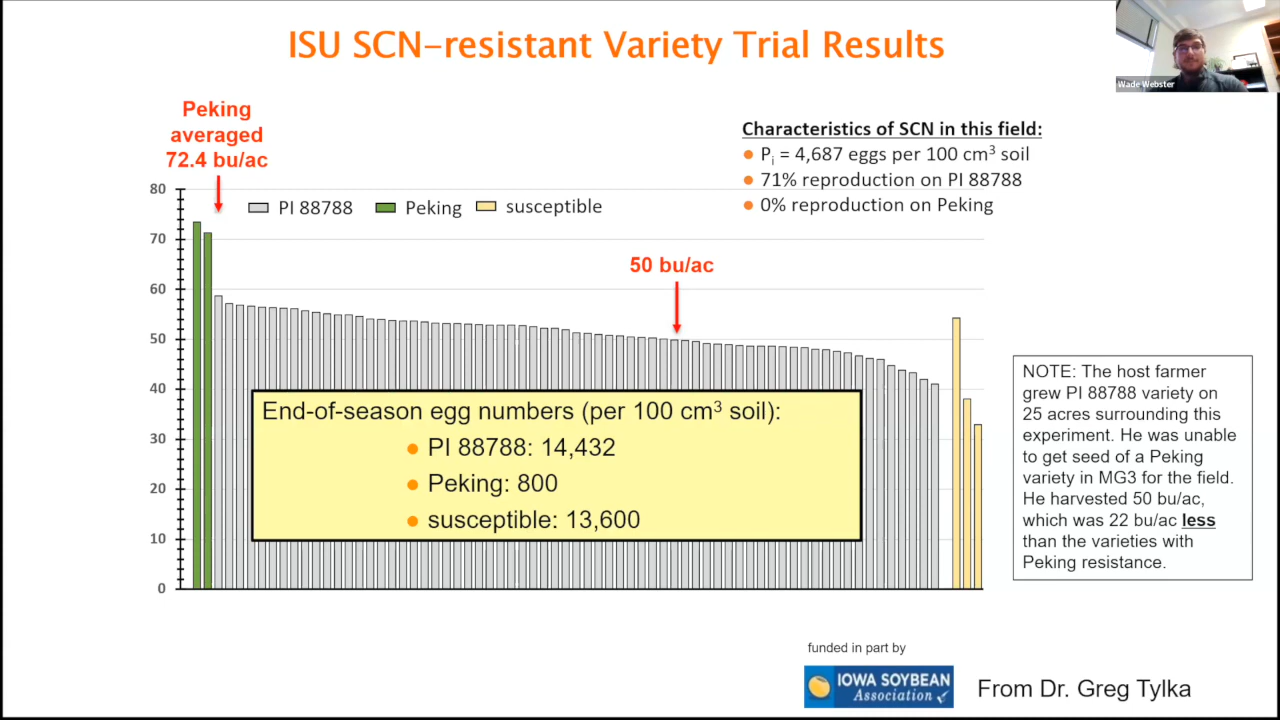 ISU SCN-resistant Variety Trial Results
Wade Webster
Peking
averaged
72.4 bu/ac
Characteristics of SCN in this field:
Pi = 4,687 eggs per 100 cm³ soil
71% reproduction on PI 88788
0% reproduction on Peking
PI 88788
Peking
susceptible
80
70
60
50
40
30
20
10
0
50 bu/ac
End-of-season egg numbers (per 100 cm³ soil):
PI 88788: 14,432
Peking: 800
susceptible: 13,600
NOTE: The host farmer
grew PI 88788 variety on
25 acres surrounding this
experiment. He was unable
to get seed of a Peking
variety in MG3 for the field.
He harvested 50 bu/ac,
which was 22 bu/ac less
than the varieties with
Peking resistance.
funded in part by
IOWA SOYBEAN
Association
From Dr. Greg Tylka